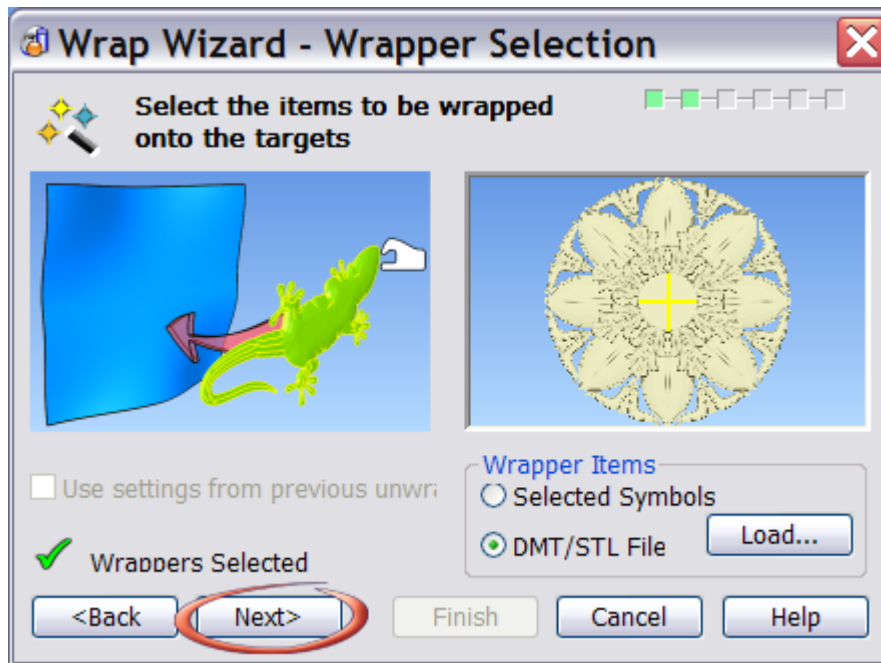 Wrap Wizard - Wrapper Selection
Select the items to be wrapped
onto the targets
Use settings from previous unwra
Wrappers Selected
Wrapper Items
Selected Symbols
DMT/STL File
Load...
<Back
Next>
Finish
Cancel
Help